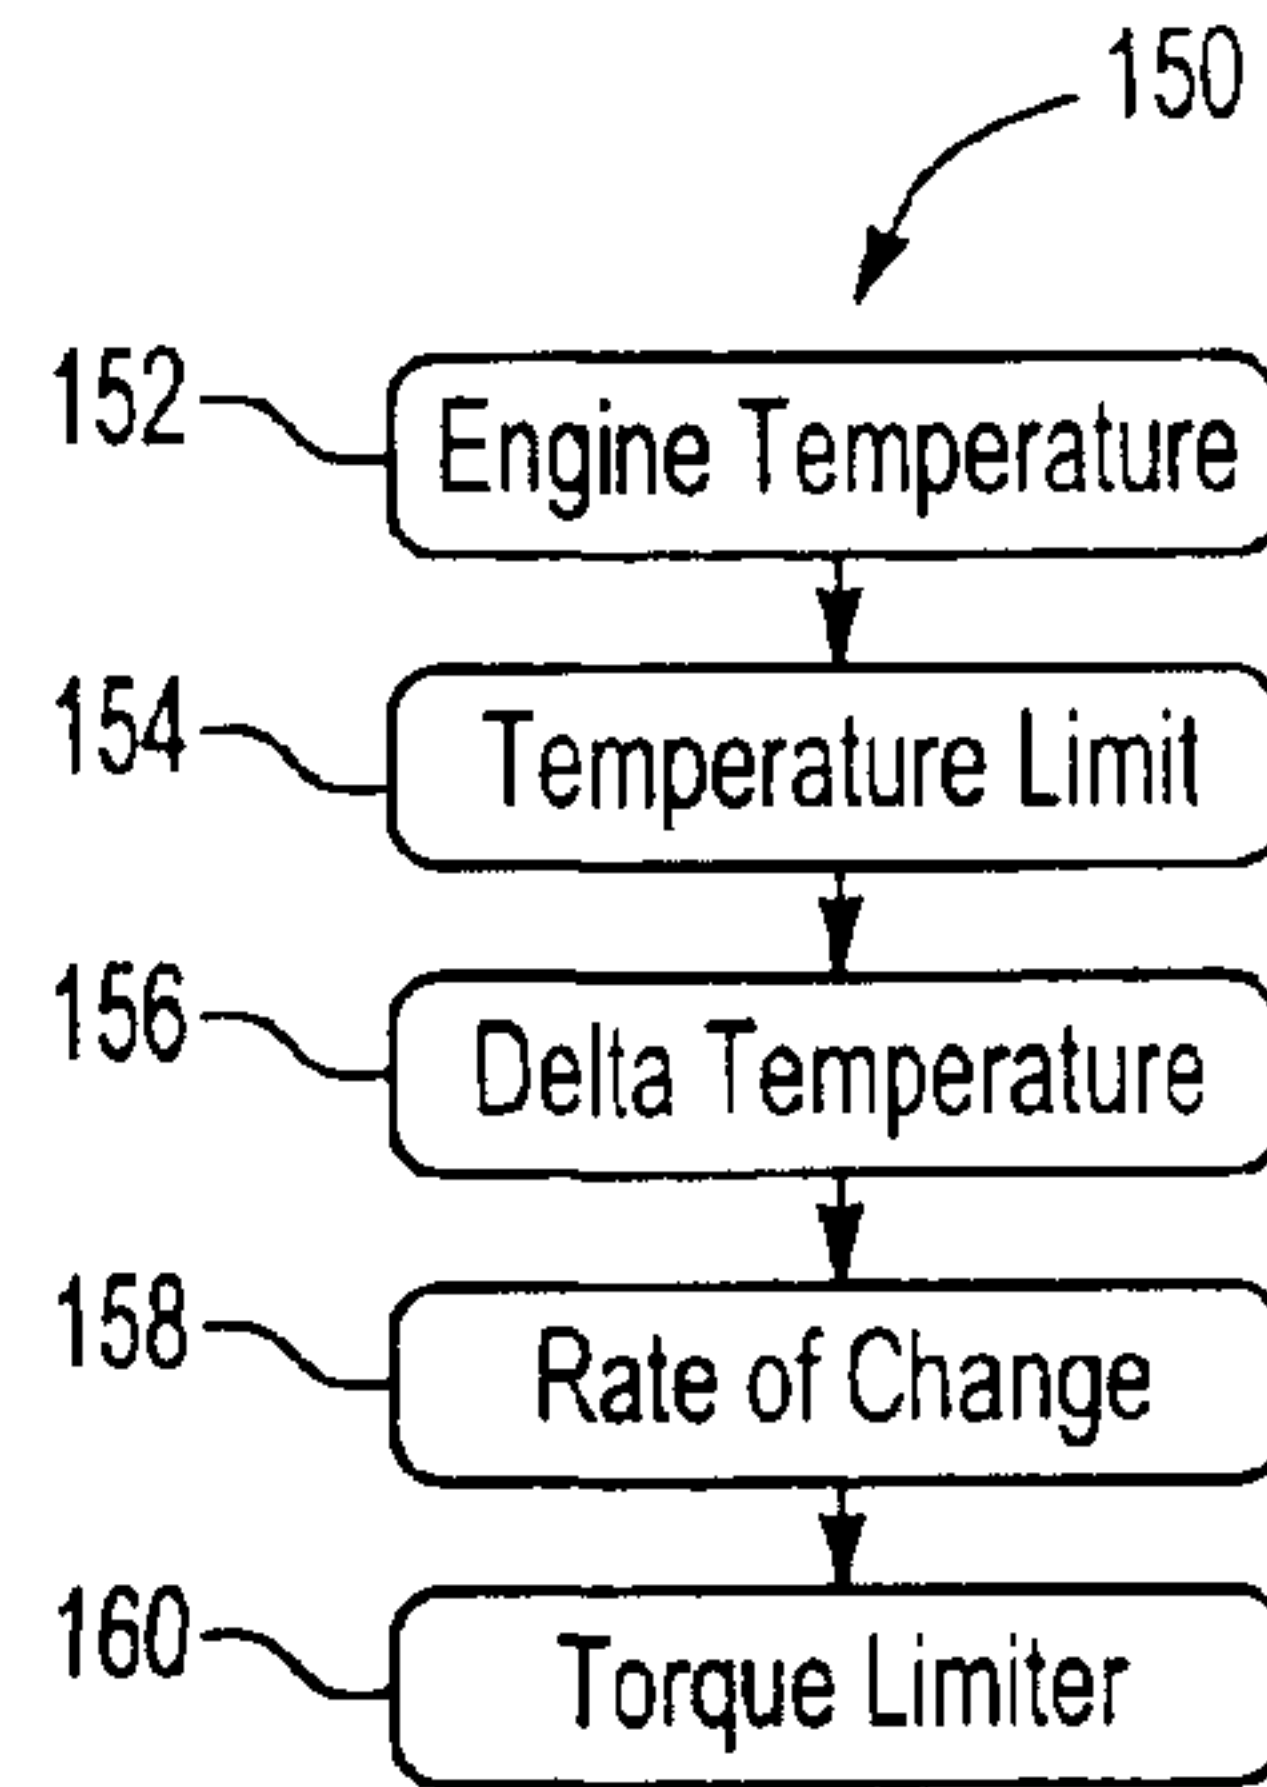 150
152 Engine Temperature
154 Temperature Limit
156 Delta Temperature
158 Rate of Change
160 Torque Limiter